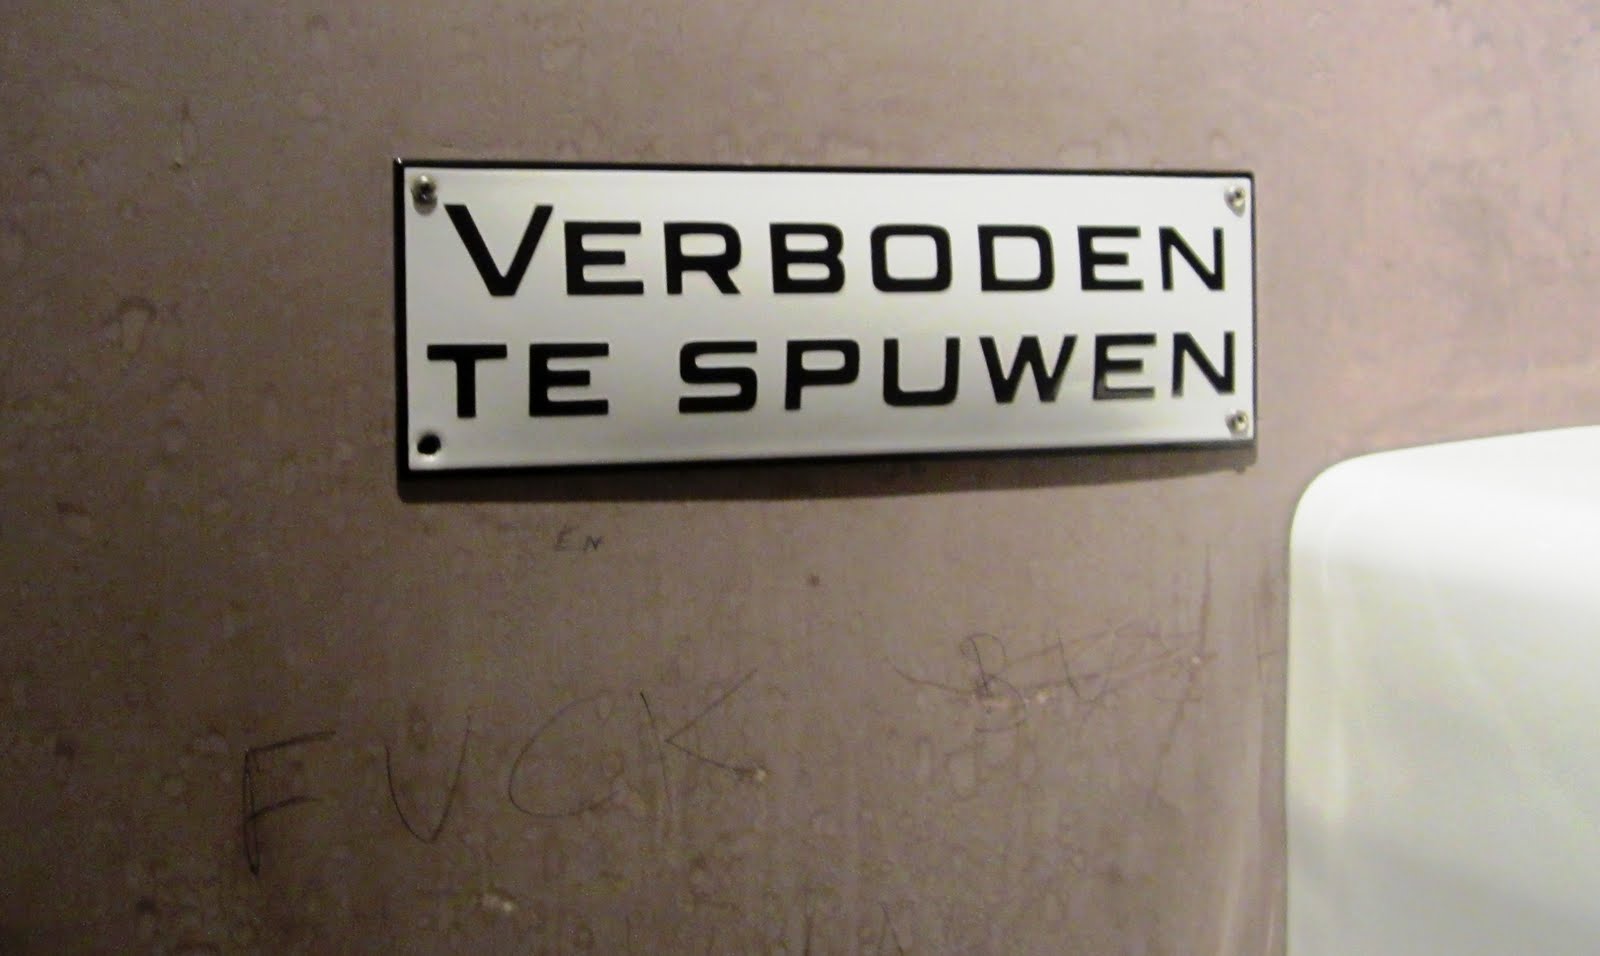 VERBODEN
TE SPUWEN
EN
FUCK